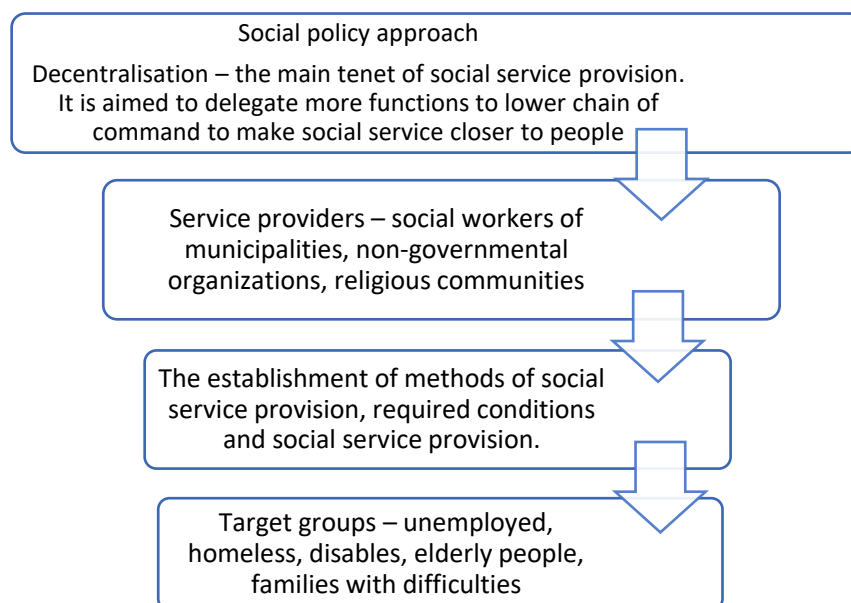 Social policy approach
Decentralisation – the main tenet of social service provision.
It is aimed to delegate more functions to lower chain of
command to make social service closer to people
Service providers – social workers of
municipalities, non-governmental
organizations, religious communities
The establishment of methods of social
service provision, required conditions
and social service provision.
Target groups – unemployed,
homeless, disables, elderly people,
families with difficulties